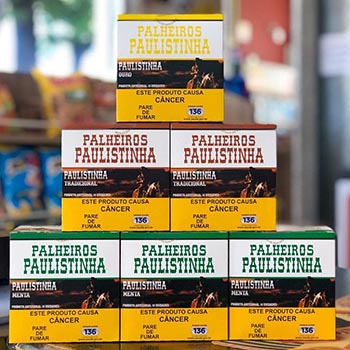 PALHEIROS
PAULISTINHA
PAULISTINHA
OURO
ESTE PRODUTO CAUSA
CÂNCER
PARE DE
FUMAR
136
PALHEIROS
PAULISTINHA
PAULISTINHA
TRADICIONAL
ESTE PRODUTO CAUSA
CÂNCER
PARE DE
FUMAR
136
PALHEIROS
PAULISTINHA
PAULISTINHA
TRADICIONAL
ESTE PRODUTO CAUSA
CÂNCER
PARE DE
FUMAR
136
PALHEIROS
PAULISTINHA
PAULISTINHA
MENTA
ESTE PRODUTO CAUSA
CÂNCER
PARE DE
FUMAR
136
PALHEIROS
PAULISTINHA
PAULISTINHA
MENTA
ESTE PRODUTO CAUSA
CÂNCER
PARE DE
FUMAR
136
PALHEIROS
PAULISTINHA
PAULISTINHA
MENTA
ESTE PRODUTO CAUSA
CÂNCER
PARE DE
FUMAR
136